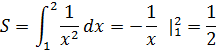 S = ∫₁² 1/x² dx = −1/x |₁² = 1/2